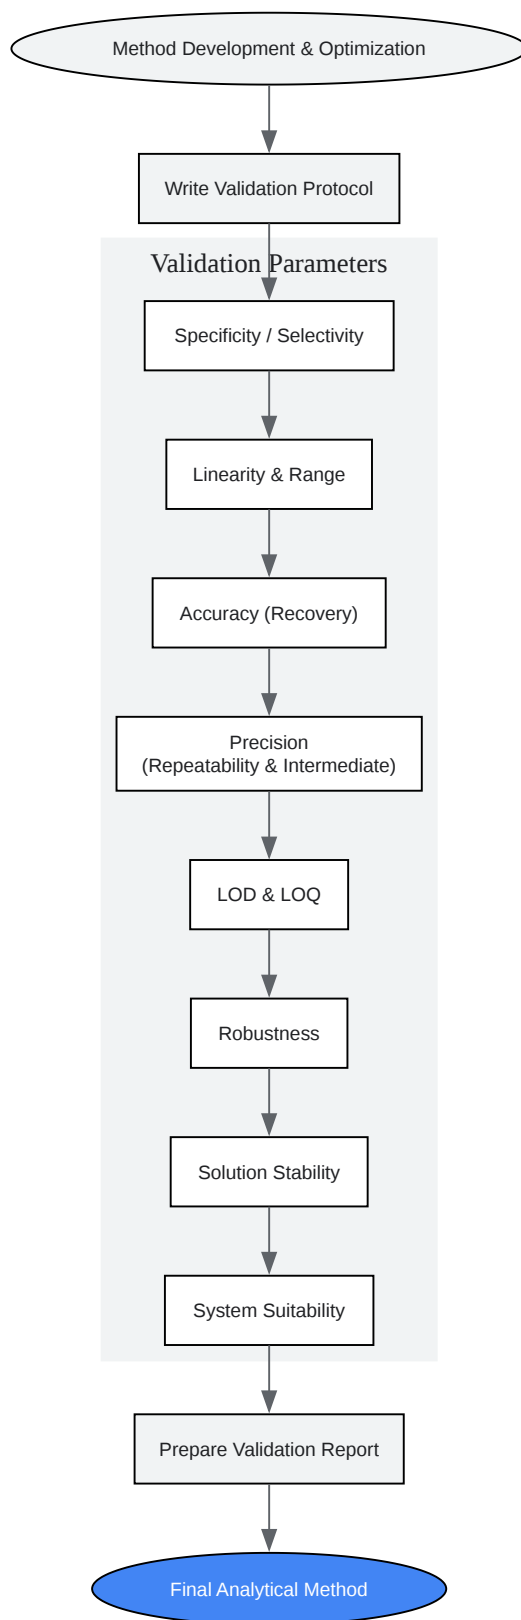 Method Development & Optimization
Write Validation Protocol
Validation Parameters
Specificity / Selectivity
Linearity & Range
Accuracy (Recovery)
Precision
(Repeatability & Intermediate)
LOD & LOQ
Robustness
Solution Stability
System Suitability
Prepare Validation Report
Final Analytical Method